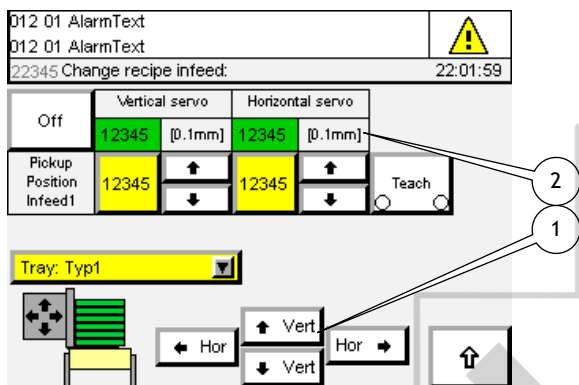 012 01 AlarmText
012 01 AlarmText
22345 Change recipe infeed: 22:01:59
Off
Vertical servo Horizontal servo
12345 [0.1mm] 12345 [0.1mm]
Pickup
Position
Infeed1
12345 12345 Teach
2
1
Tray: Typ1
Vert
Hor Hor
Vert